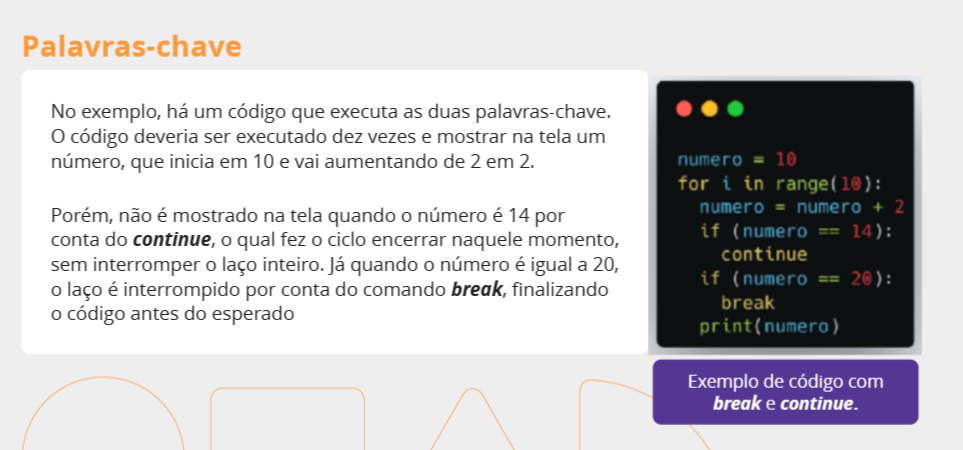 Palavras-chave
No exemplo, há um código que executa as duas palavras-chave.
O código deveria ser executado dez vezes e mostrar na tela um
número, que inicia em 10 e vai aumentando de 2 em 2.
Porém, não é mostrado na tela quando o número é 14 por
conta do continue, o qual fez o ciclo encerrar naquele momento,
sem interromper o laço inteiro. Já quando o número é igual a 20,
o laço é interrompido por conta do comando break, finalizando
o código antes do esperado
numero = 10
for i in range(10):
  numero = numero + 2
  if (numero == 14):
    continue
  if (numero == 20):
    break
  print(numero)
Exemplo de código com
break e continue.